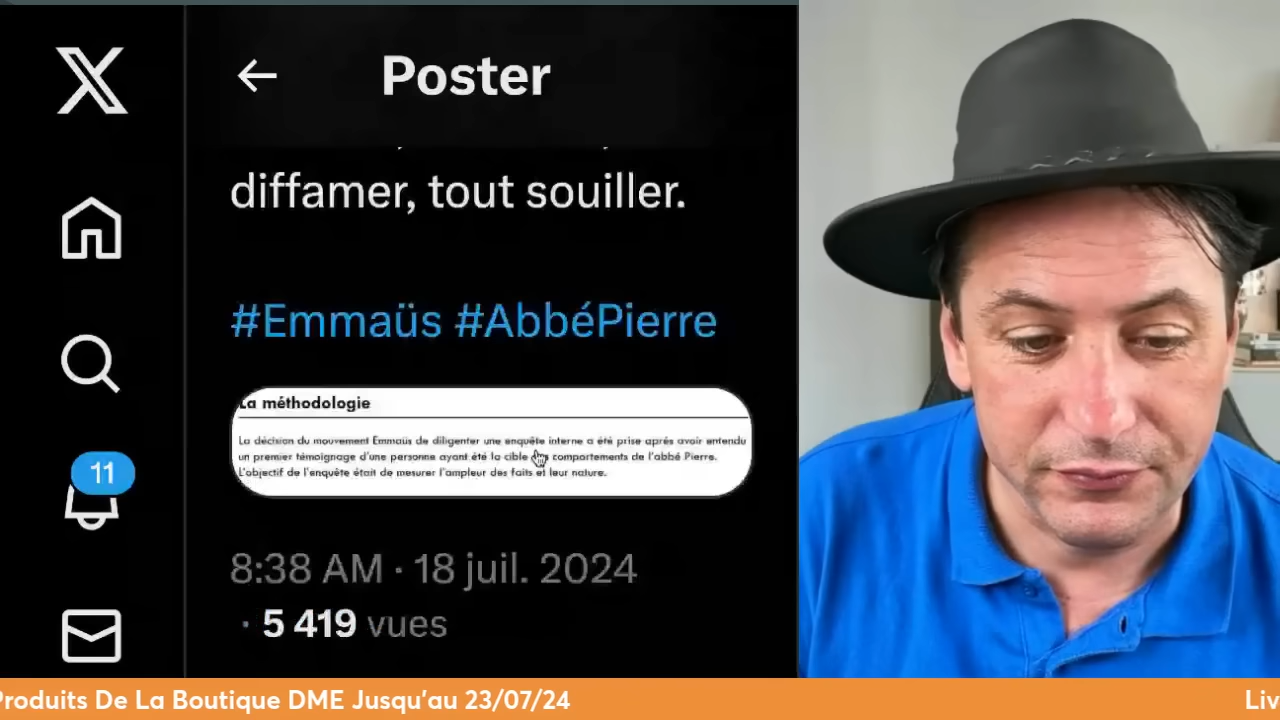 Poster
diffamer, tout souiller.
#Emmaüs #AbbéPierre
La méthodologie
La décision du mouvement Emmaüs de diligenter une enquête interne a été prise après avoir entendu
un premier témoignage d'une personne ayant été la cible comportements de l'abbé Pierre.
L'objectif de l'enquête était de mesurer l'ampleur des faits et leur nature.
11
8:38 AM · 18 juil. 2024
· 5 419 vues
Produits De La Boutique DME Jusqu'au 23/07/24
Liv